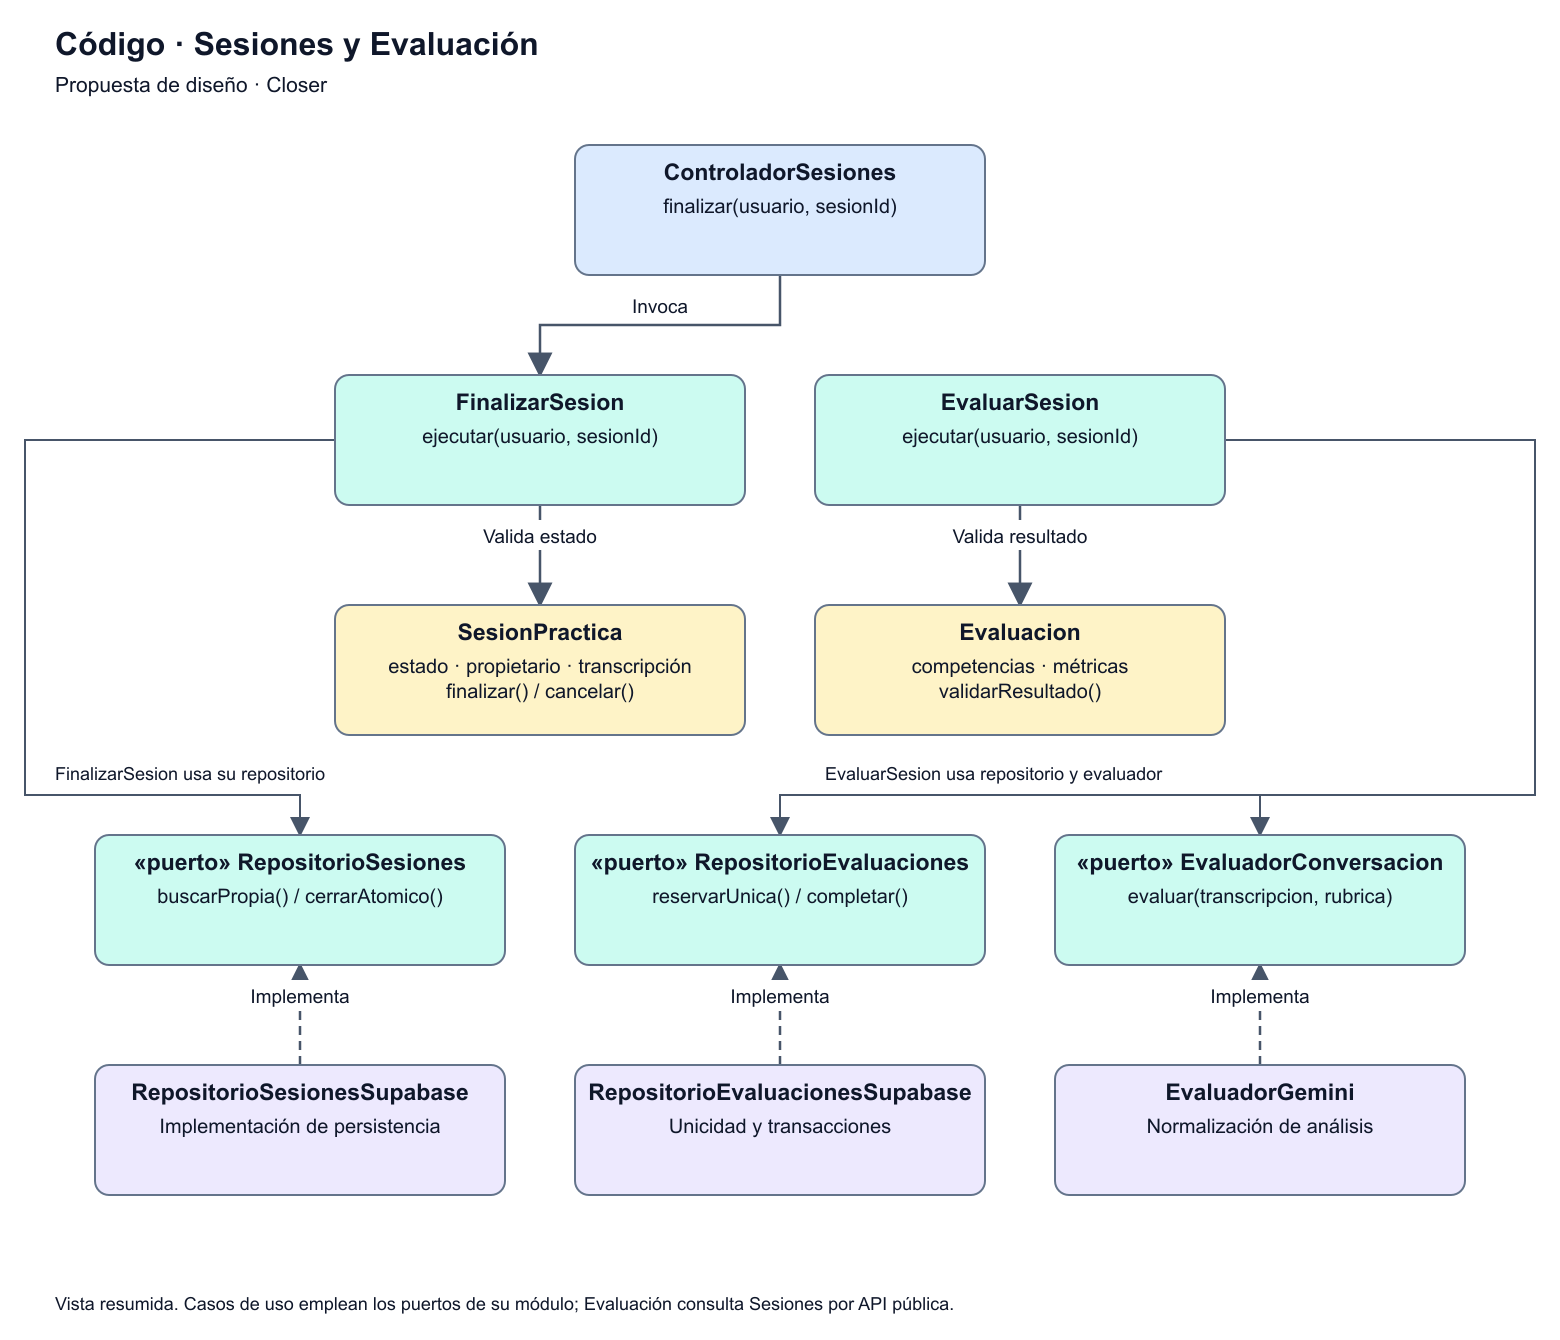 Código · Sesiones y Evaluación
Propuesta de diseño · Closer
ControladorSesiones
finalizar(usuario, sesionId)
Invoca
FinalizarSesion
ejecutar(usuario, sesionId)
EvaluarSesion
ejecutar(usuario, sesionId)
Valida estado
Valida resultado
SesionPractica
estado · propietario · transcripción
finalizar() / cancelar()
Evaluacion
competencias · métricas
validarResultado()
FinalizarSesion usa su repositorio
EvaluarSesion usa repositorio y evaluador
«puerto» RepositorioSesiones
buscarPropia() / cerrarAtomico()
«puerto» RepositorioEvaluaciones
reservarUnica() / completar()
«puerto» EvaluadorConversacion
evaluar(transcripcion, rubrica)
Implementa
Implementa
Implementa
RepositorioSesionesSupabase
Implementación de persistencia
RepositorioEvaluacionesSupabase
Unicidad y transacciones
EvaluadorGemini
Normalización de análisis
Vista resumida. Casos de uso emplean los puertos de su módulo; Evaluación consulta Sesiones por API pública.